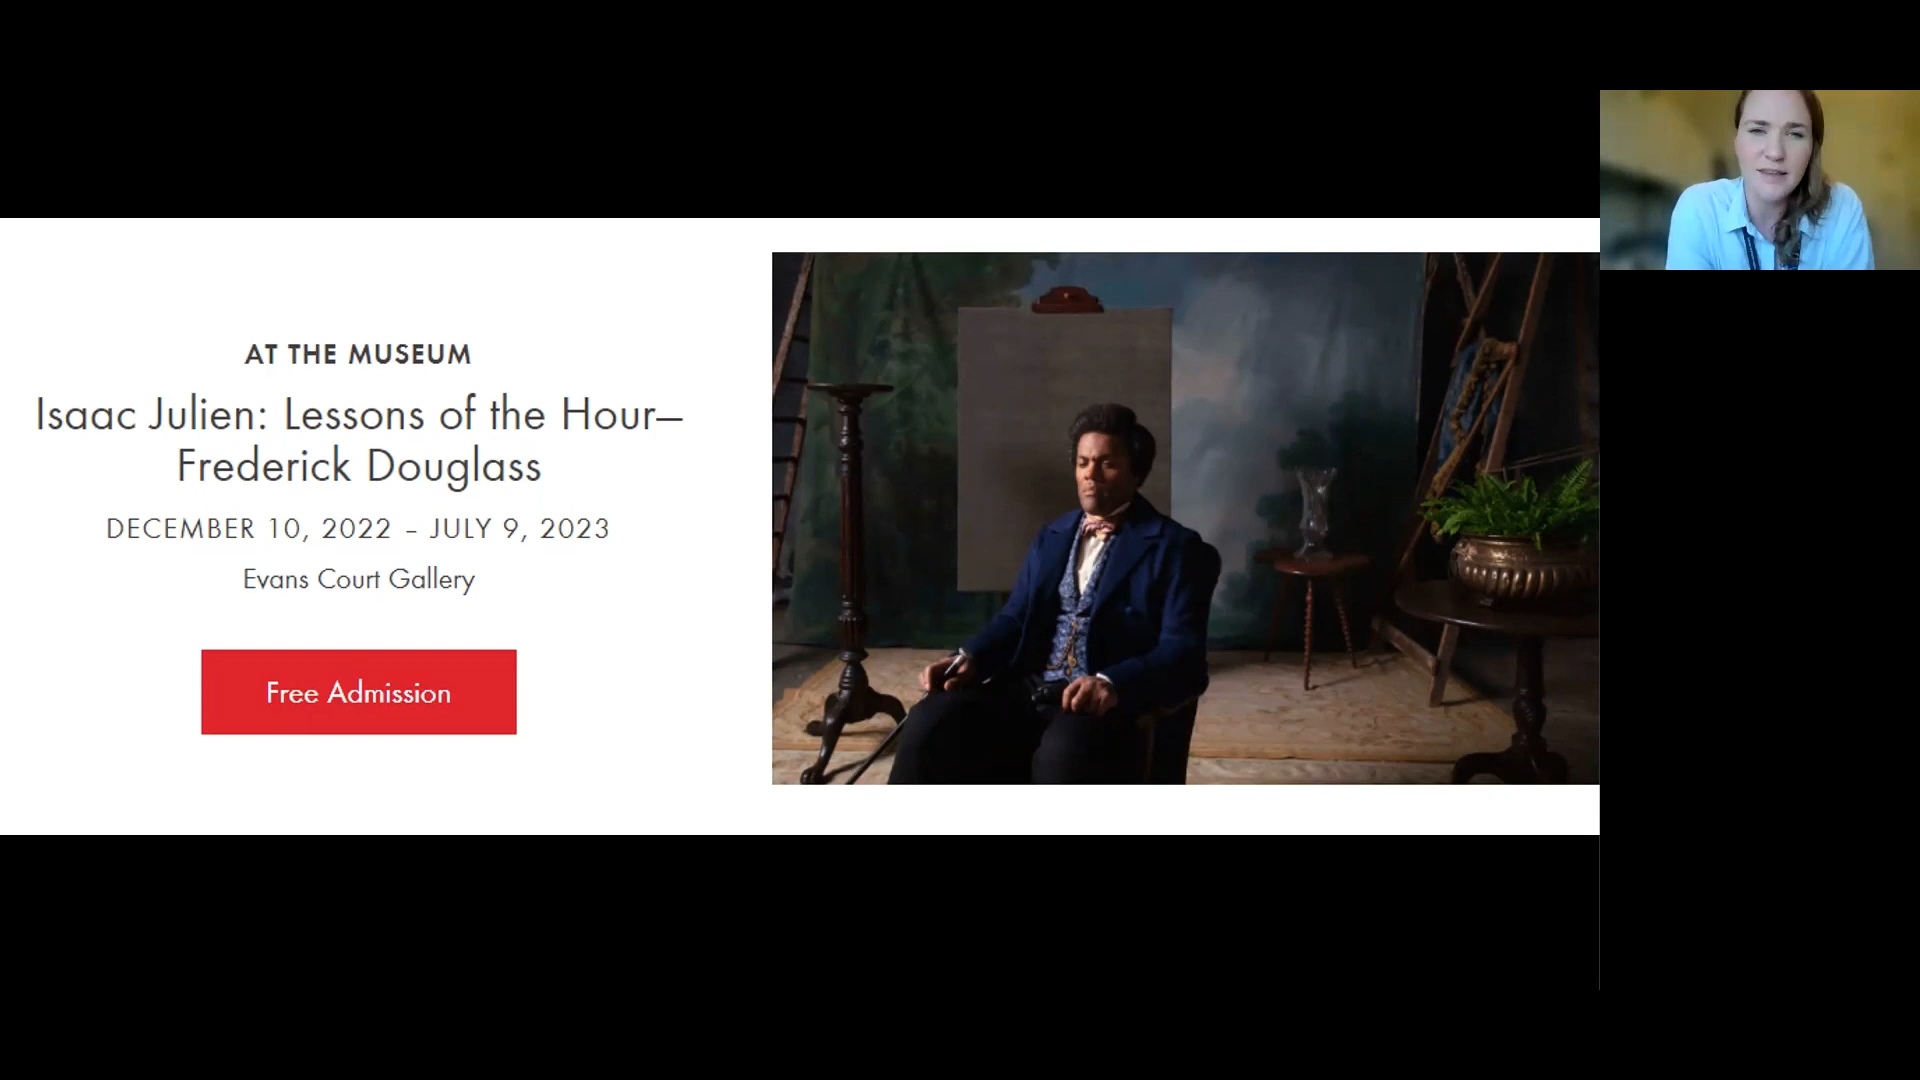 AT THE MUSEUM
Isaac Julien: Lessons of the Hour—
Frederick Douglass
DECEMBER 10, 2022 – JULY 9, 2023
Evans Court Gallery
Free Admission